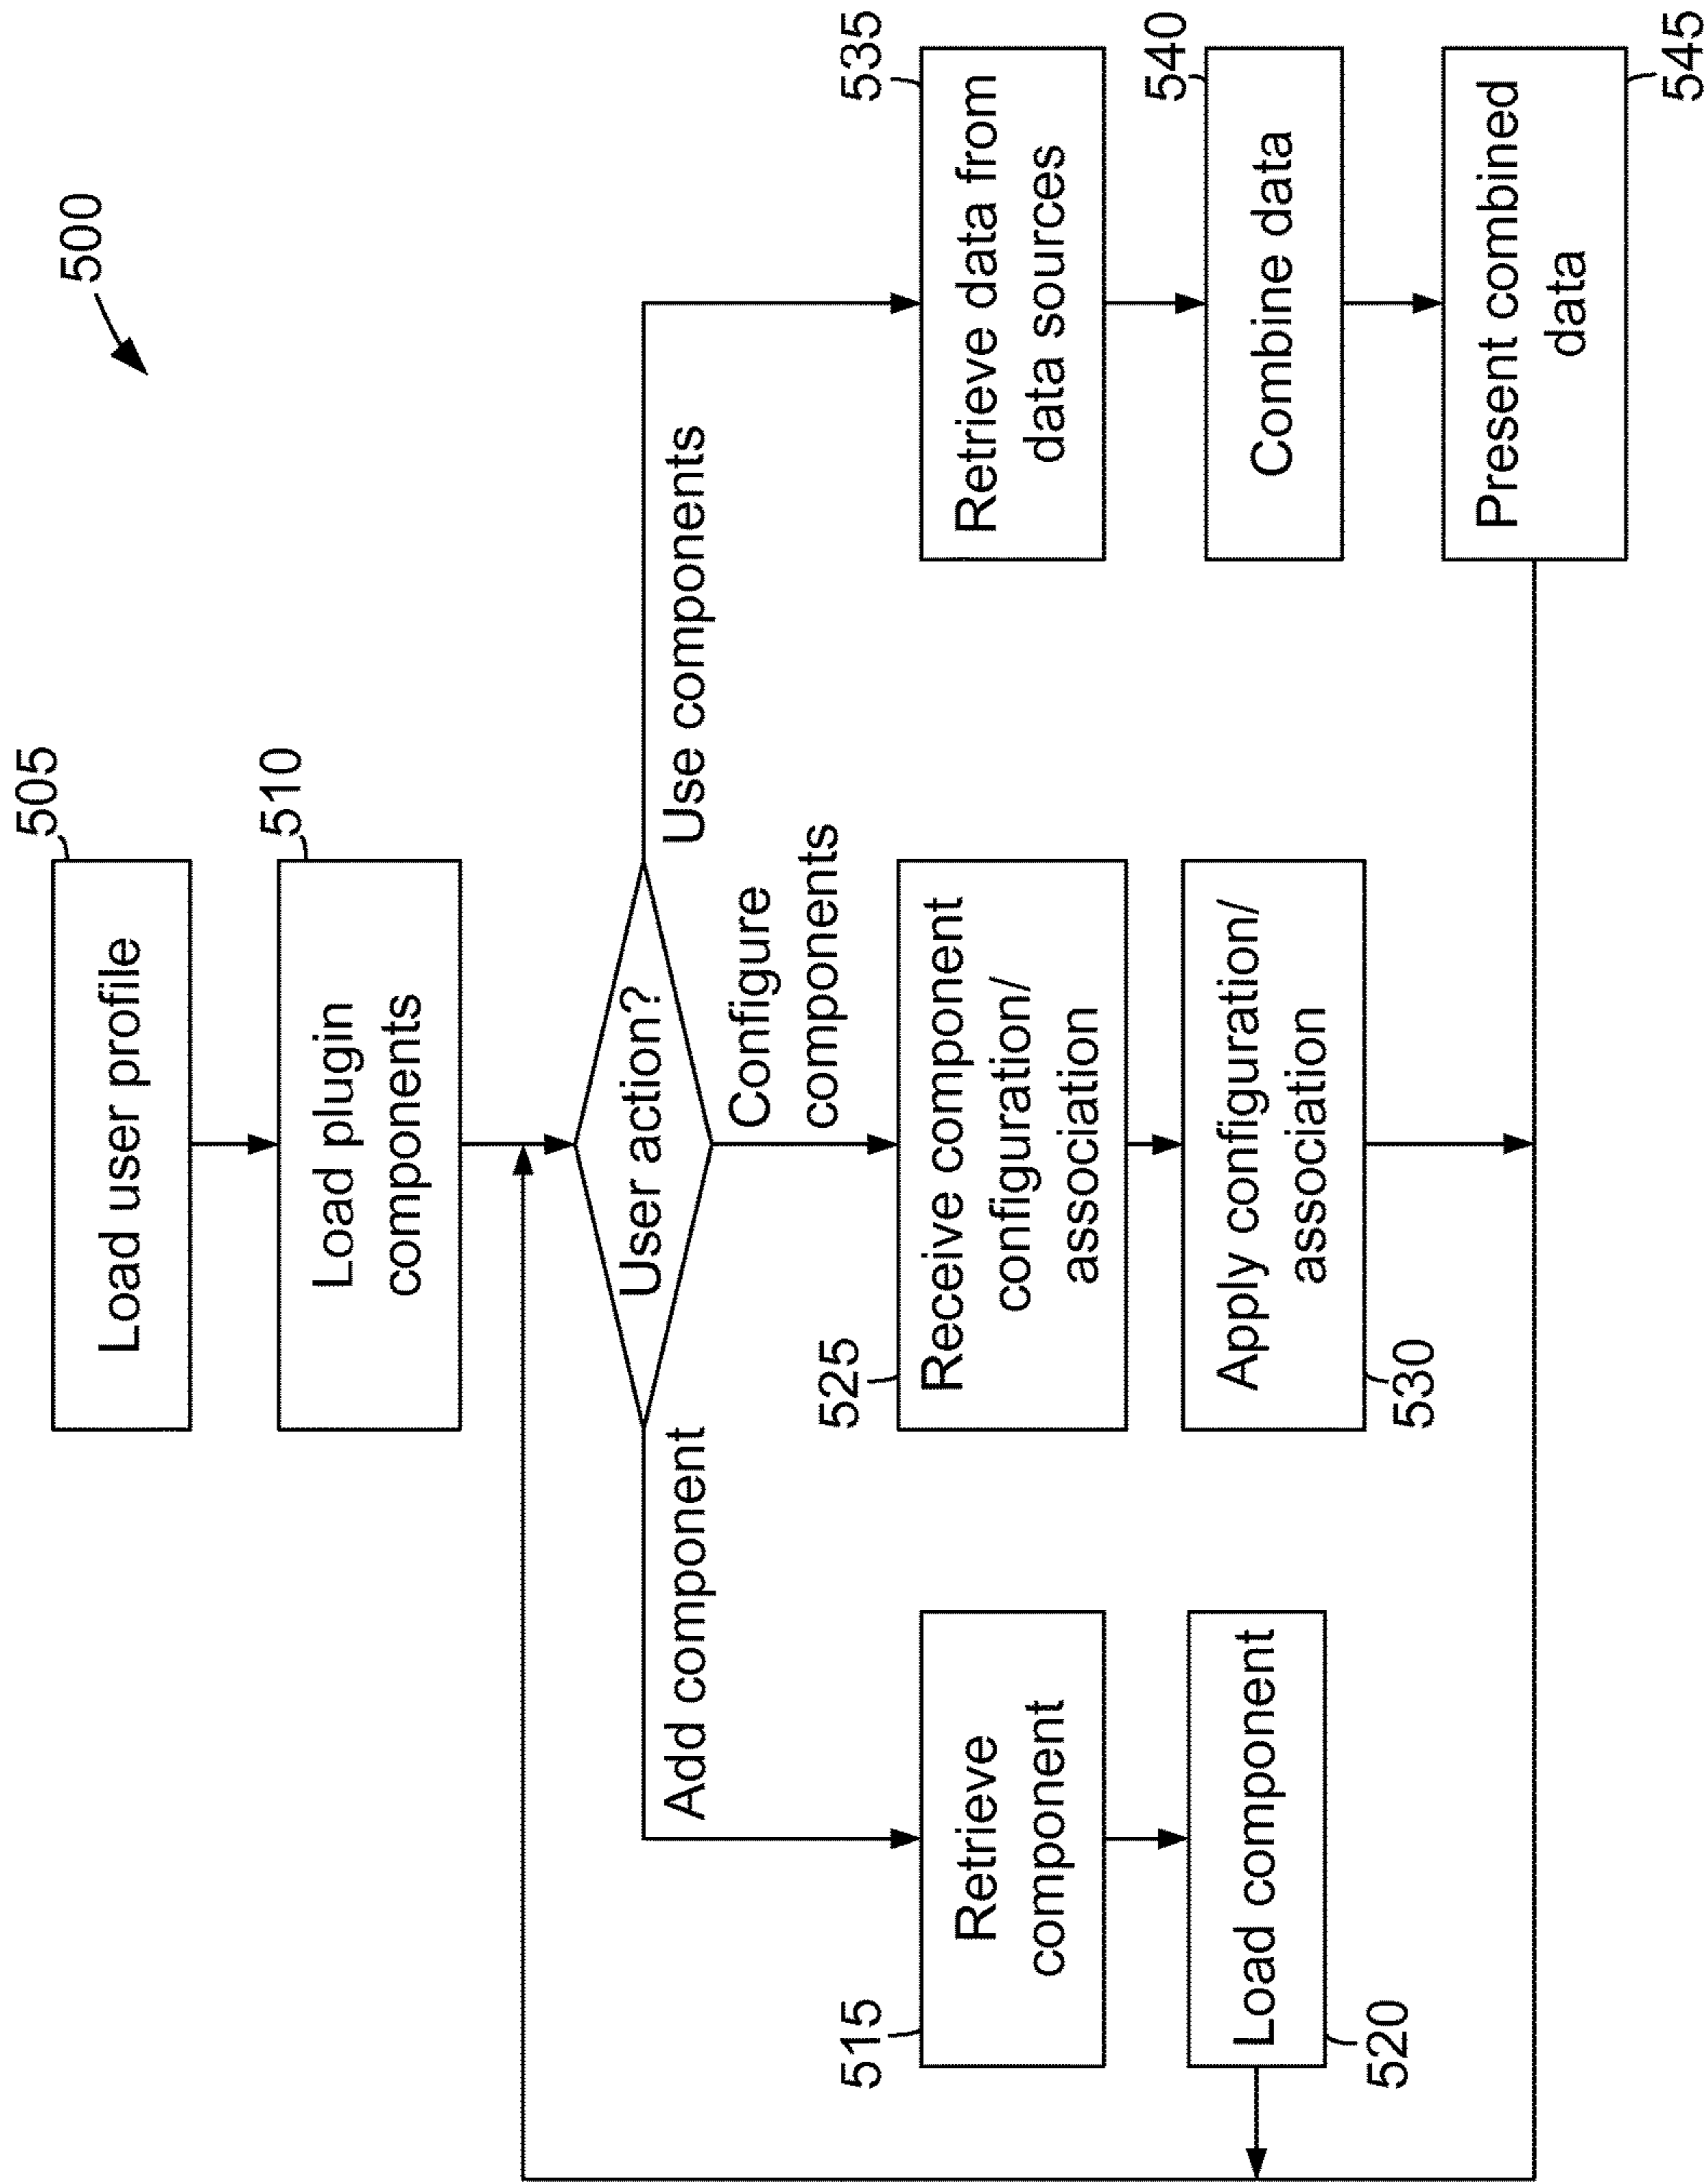 500
505
Load user profile
510
Load plugin
components
User action?
Add component
Configure
components
Use components
515
Retrieve
component
520
Load component
525
Receive component
configuration/
association
530
Apply configuration/
association
535
Retrieve data from
data sources
540
Combine data
545
Present combined
data